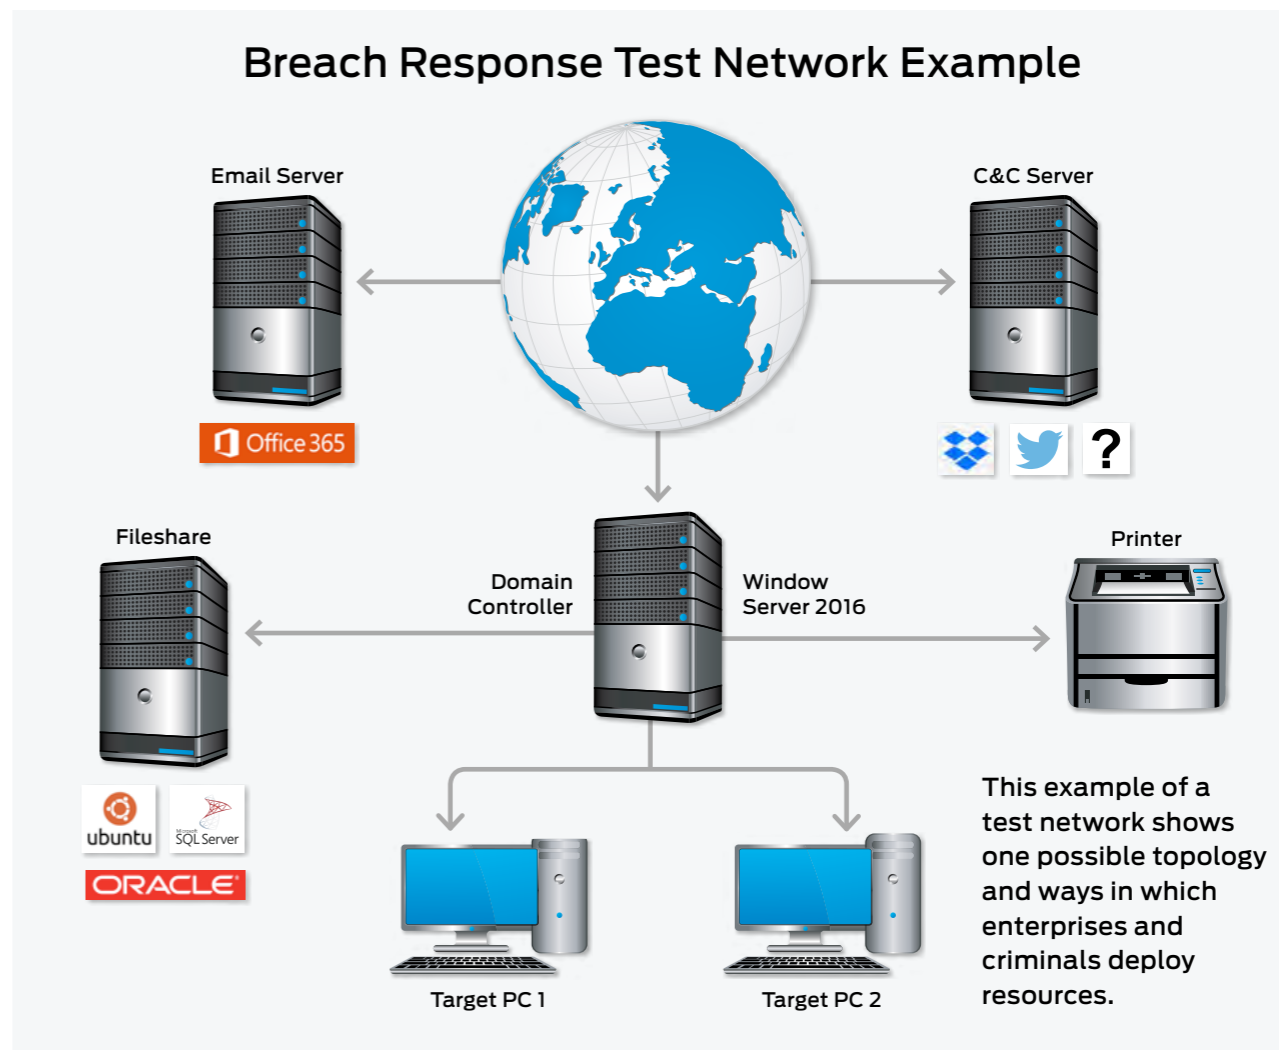 Breach Response Test Network Example
Email Server
C&C Server
Office 365
?
Fileshare
Printer
Domain
Controller
Window
Server 2016
ubuntu
Microsoft
SQL Server
ORACLE
This example of a
test network shows
one possible topology
and ways in which
enterprises and
criminals deploy
resources.
Target PC 1
Target PC 2